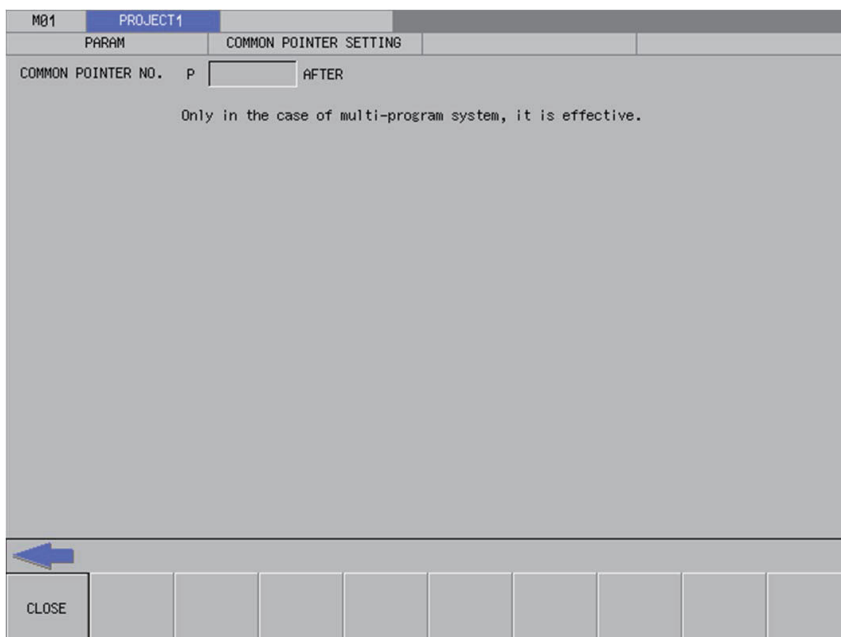 M01 PROJECT1
PARAM COMMON POINTER SETTING
COMMON POINTER NO. P AFTER
Only in the case of multi-program system, it is effective.
CLOSE